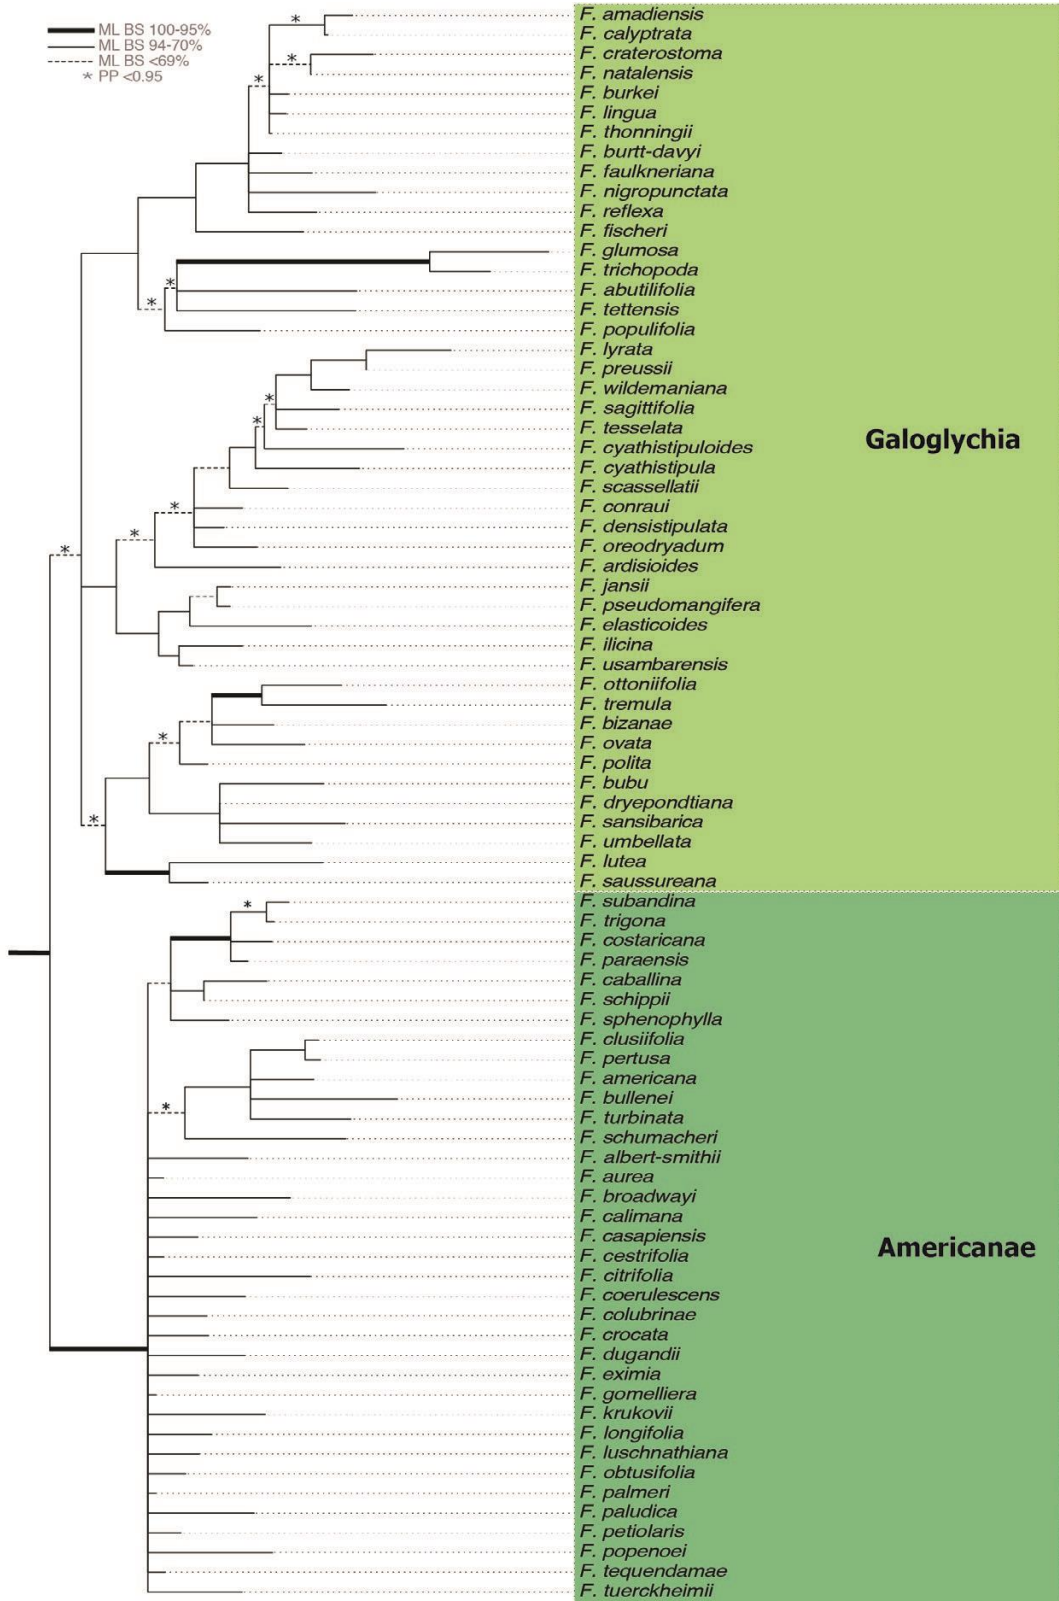 ML BS 100-95%
ML BS 94-70%
ML BS <69%
* PP <0.95
F. amadiensis
F. calyptrata
F. craterostoma
F. natalensis
F. burkei
F. lingua
F. thonningii
F. burtt-davyi
F. faulkneriana
F. nigropunctata
F. reflexa
F. fischeri
F. glumosa
F. trichopoda
F. abutilifolia
F. tettensis
F. populifolia
F. lyrata
F. preussii
F. wildemaniana
F. sagittifolia
F. tesselata
F. cyathistipuloides
F. cyathistipula
F. scassellatii
F. conraui
F. densistipulata
F. oreodryadum
F. ardisioides
F. jansii
F. pseudomangifera
F. elasticoides
F. ilicina
F. usambarensis
F. ottoniifolia
F. tremula
F. bizanae
F. ovata
F. polita
F. bubu
F. dryepondtiana
F. sansibarica
F. umbellata
F. lutea
F. saussureana
Galoglychia
F. subandina
F. trigona
F. costaricana
F. paraensis
F. caballina
F. schippii
F. sphenophylla
F. clusiifolia
F. pertusa
F. americana
F. bullenei
F. turbinata
F. schumacheri
F. albert-smithii
F. aurea
F. broadwayi
F. calimana
F. casapiensis
F. cestrifolia
F. citrifolia
F. coerulescens
F. colubrinae
F. crocata
F. dugandii
F. eximia
F. gomelliera
F. krukovii
F. longifolia
F. luschnathiana
F. obtusifolia
F. palmeri
F. paludica
F. petiolaris
F. popenoei
F. tequendamae
F. tuerckheimii
Americanae